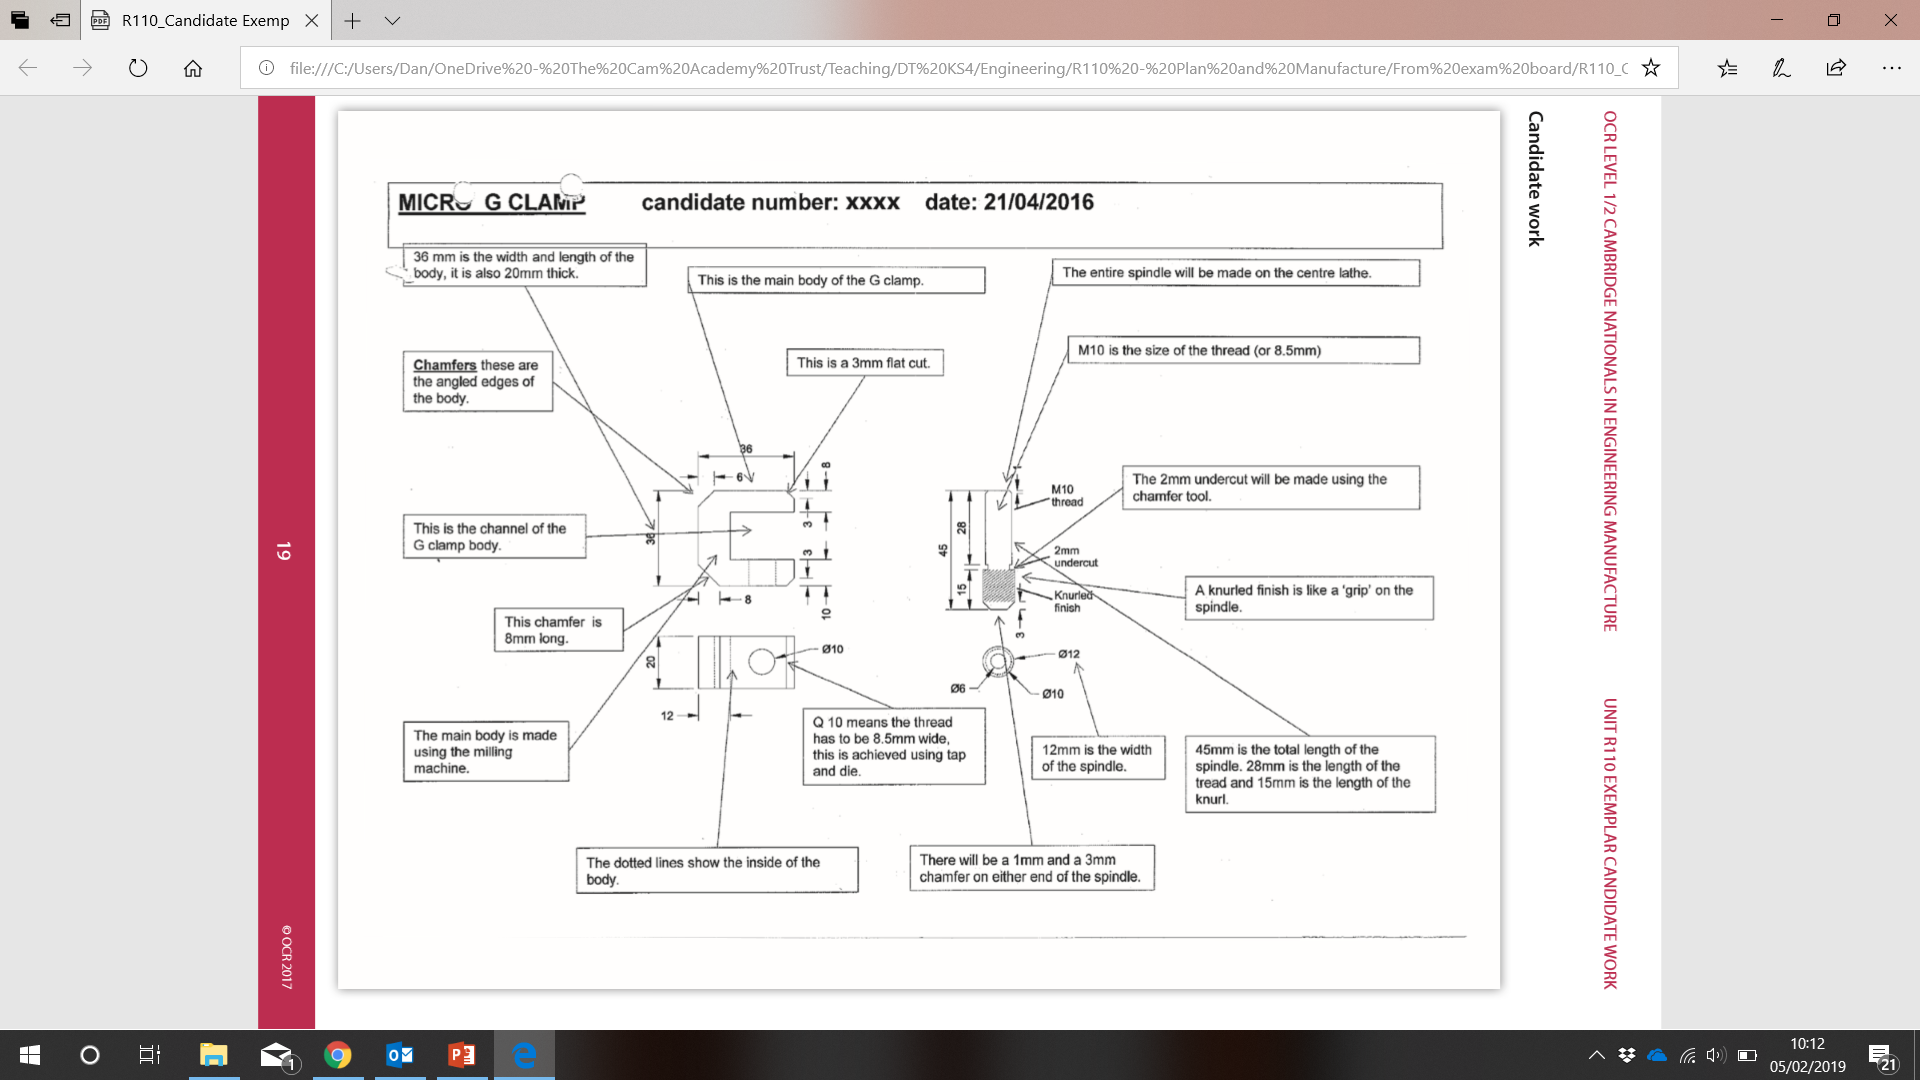 R110_Candidate Exemp
file:///C:/Users/Dan/OneDrive%20-%20The%20Cam%20Academy%20Trust/Teaching/DT%20KS4/Engineering/R110%20-%20Plan%20and%20Manufacture/From%20exam%20board/R110_C
OCR LEVEL 1/2 CAMBRIDGE NATIONALS IN ENGINEERING MANUFACTURE
UNIT R110 EXEMPLAR CANDIDATE WORK
Candidate work
MICRO G CLAMP candidate number: xxxx date: 21/04/2016
36 mm is the width and length of the
body, it is also 20mm thick.
This is the main body of the G clamp.
The entire spindle will be made on the centre lathe.
M10 is the size of the thread (or 8.5mm)
This is a 3mm flat cut.
Chamfers these are
the angled edges of
the body.
The 2mm undercut will be made using the
chamfer tool.
This is the channel of the
G clamp body.
36
6
8
3
36
3
8
10
M10
thread
28
45
2mm
undercut
15
Knurled
finish
3
A knurled finish is like a 'grip' on the
spindle.
This chamfer is
8mm long.
20
Ø10
12
Ø12
Ø6
Ø10
The main body is made
using the milling
machine.
Q 10 means the thread
has to be 8.5mm wide,
this is achieved using tap
and die.
12mm is the width
of the spindle.
45mm is the total length of the
spindle. 28mm is the length of the
tread and 15mm is the length of the
knurl.
The dotted lines show the inside of the
body.
There will be a 1mm and a 3mm
chamfer on either end of the spindle.
19
© OCR 2017
1
10:12
05/02/2019
21